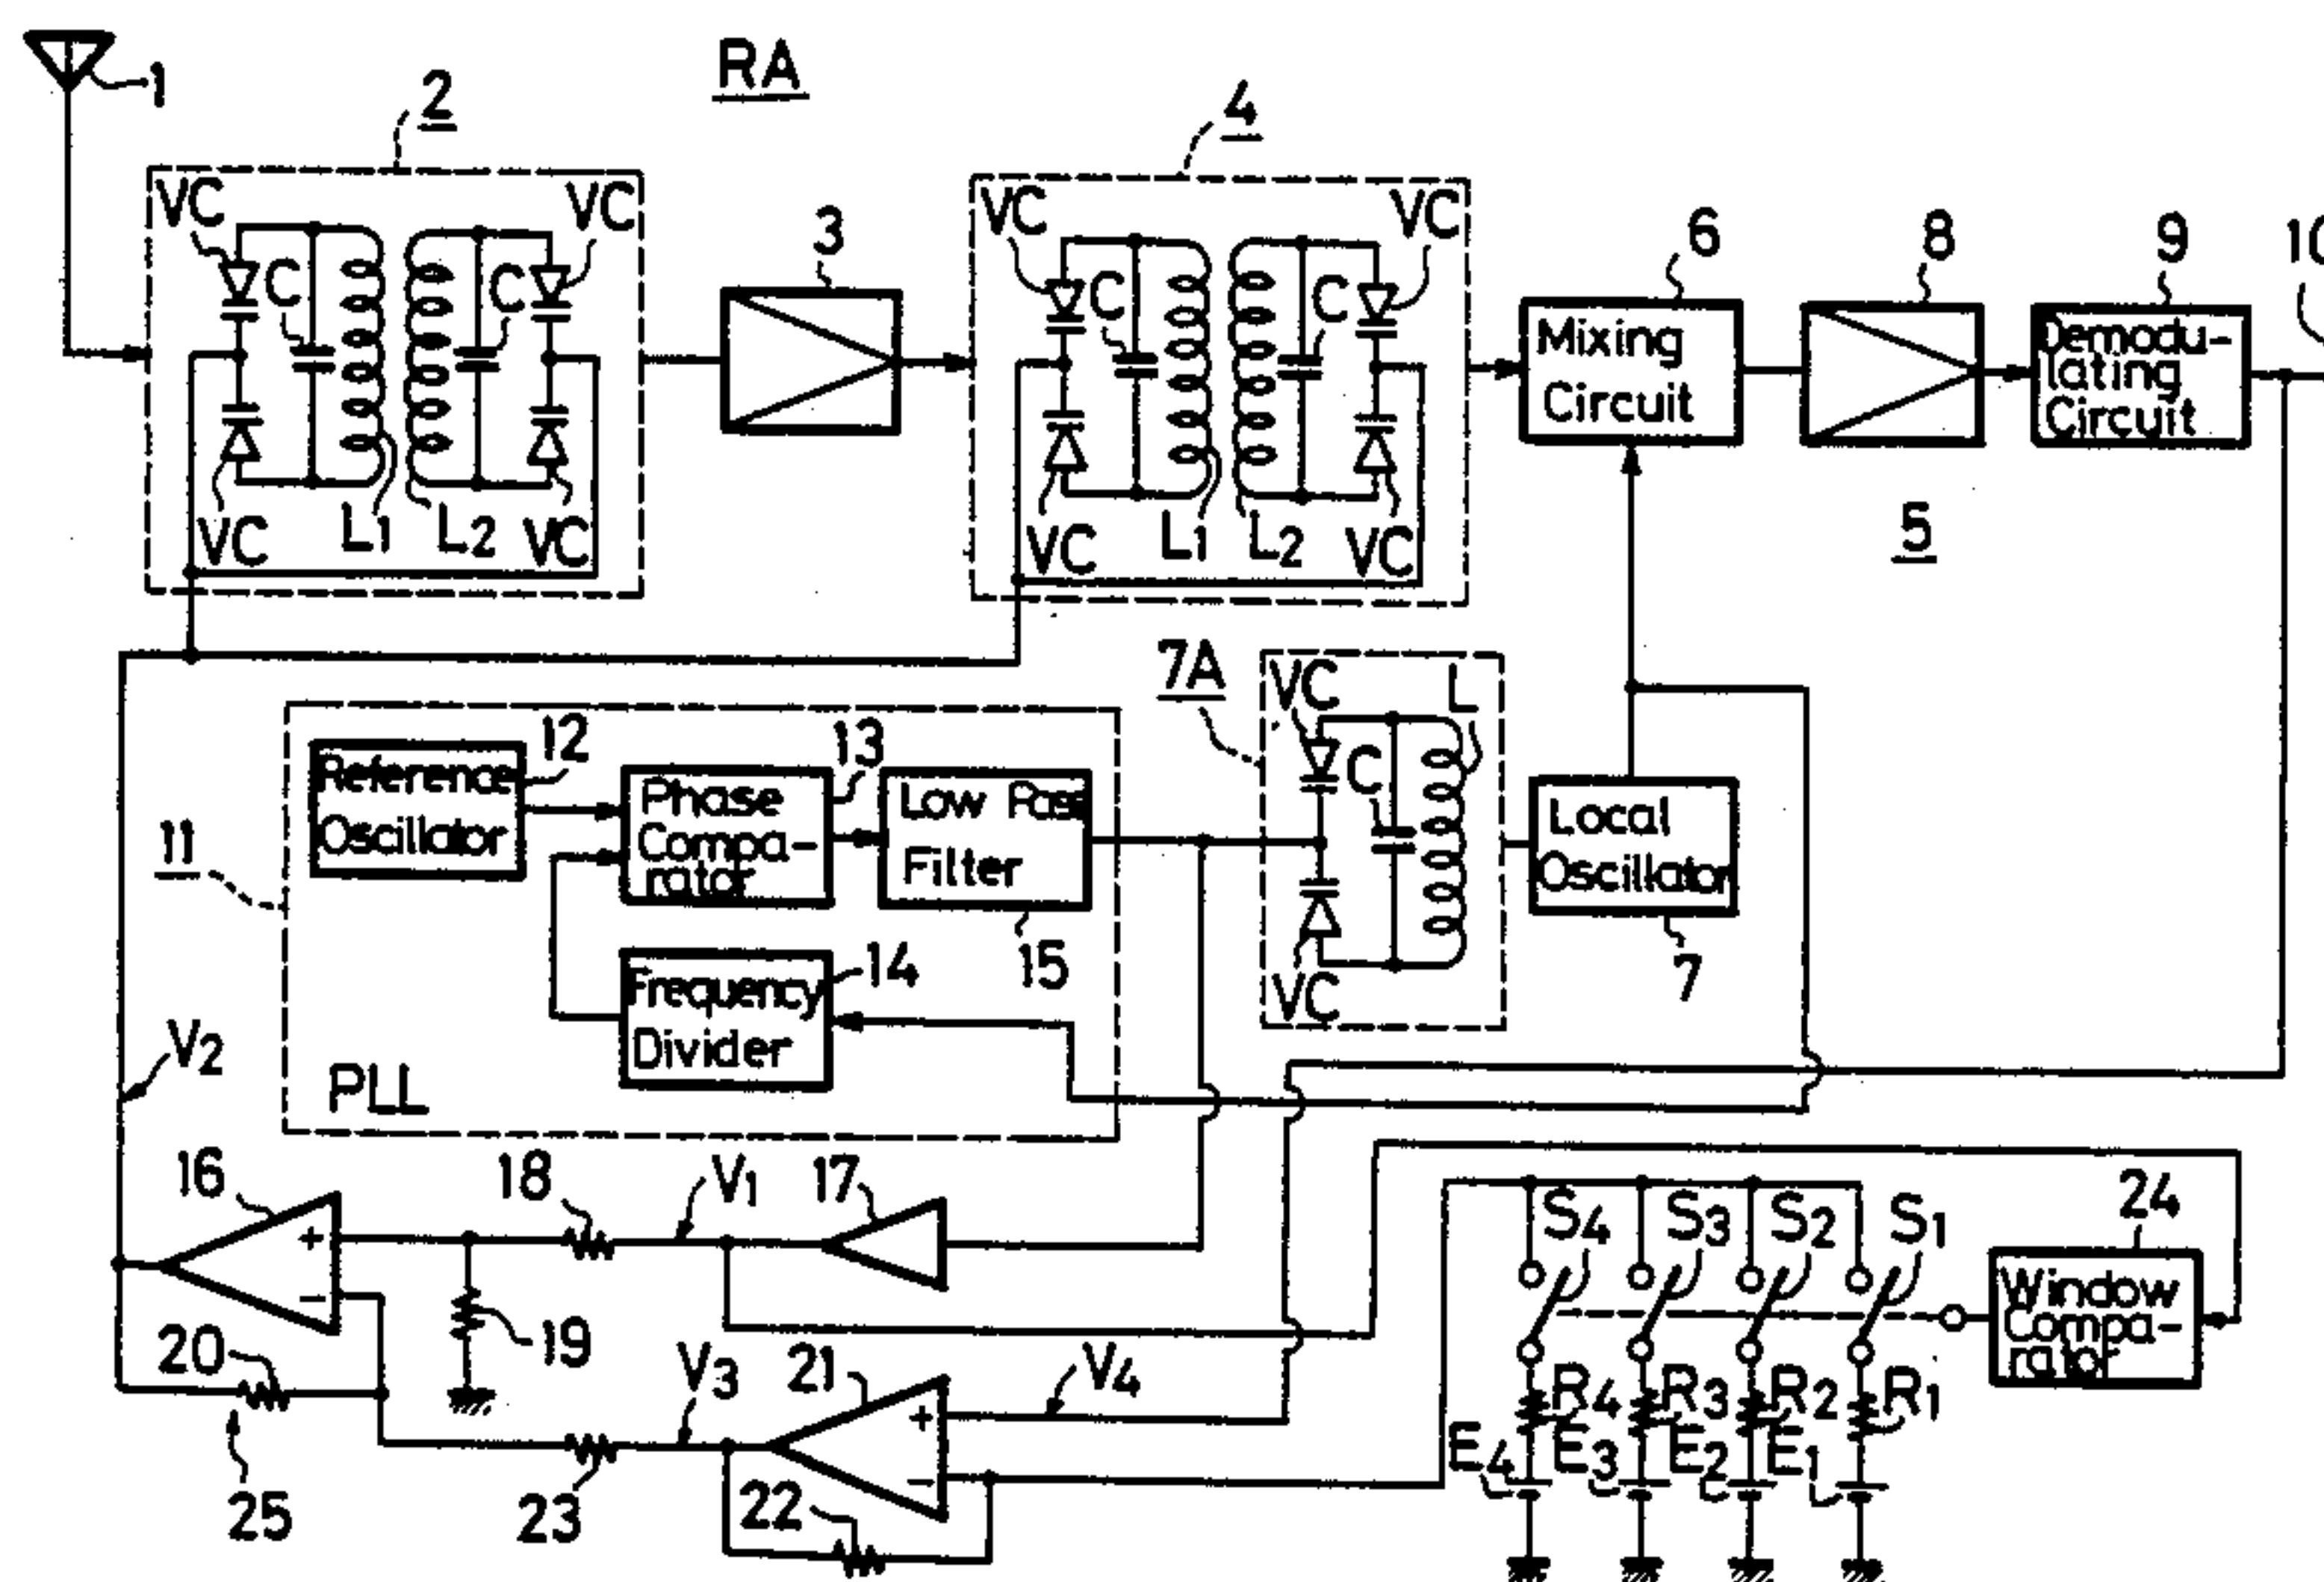 RA
1
2
4
VC
VC
VC
VC
3
6
8
9
C
C
C
C
Mixing
Circuit
Demodu-
lating
Circuit
VC
L1
L2
VC
VC
L1
L2
VC
5
7A
VC
L
C
VC
Local
Oscillator
7
11
12
Reference
Oscillator
13
Phase
Compa-
rator
Low Pass
Filter
15
14
Frequency
Divider
PLL
V2
16
+
−
18
V1
17
19
20
25
V3
23
21
+
−
V4
22
S4
S3
S2
S1
24
Window
Compa-
rator
R4
R3
R2
R1
E4
E3
E2
E1